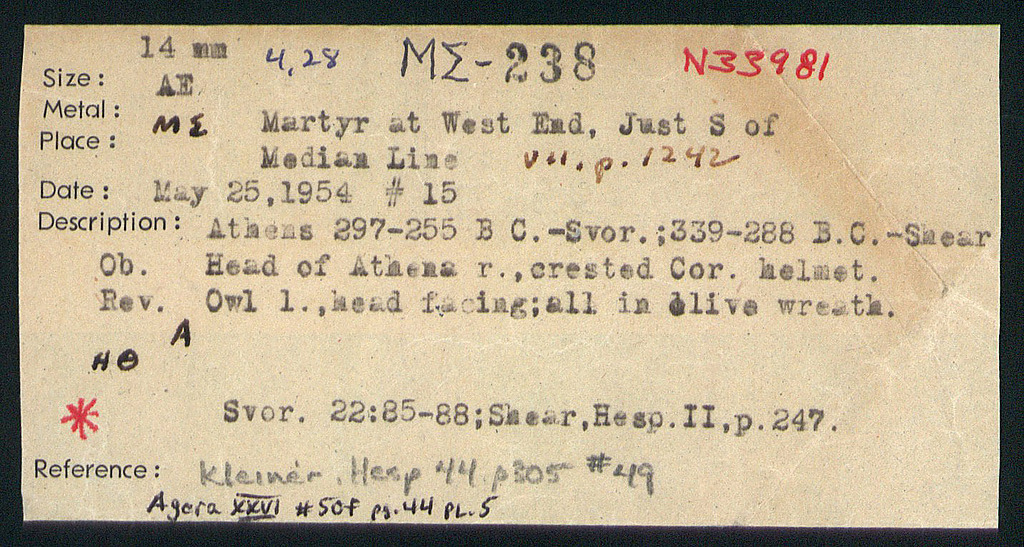 14 mm 4,28 ΜΣ-238 N33981
Size :
AE
Metal :
ΜΣ Martyr at West End, Just S of
Place :
Median Line VII. p. 1242
Date : May 25,1954 # 15
Description : Athens 297-255 B C.-Svor.;339-288 B.C.-Shear
Ob. Head of Athena r.,crested Cor. helmet.
Rev. Owl l.,head facing;all in olive wreath.
A
ΗΘ
* Svor. 22:85-88;Shear,Hesp.II,p.247.
Reference : Kleiner, Hesp 44 p305 #49
Agora XXVI #50f pg.44 PL.5